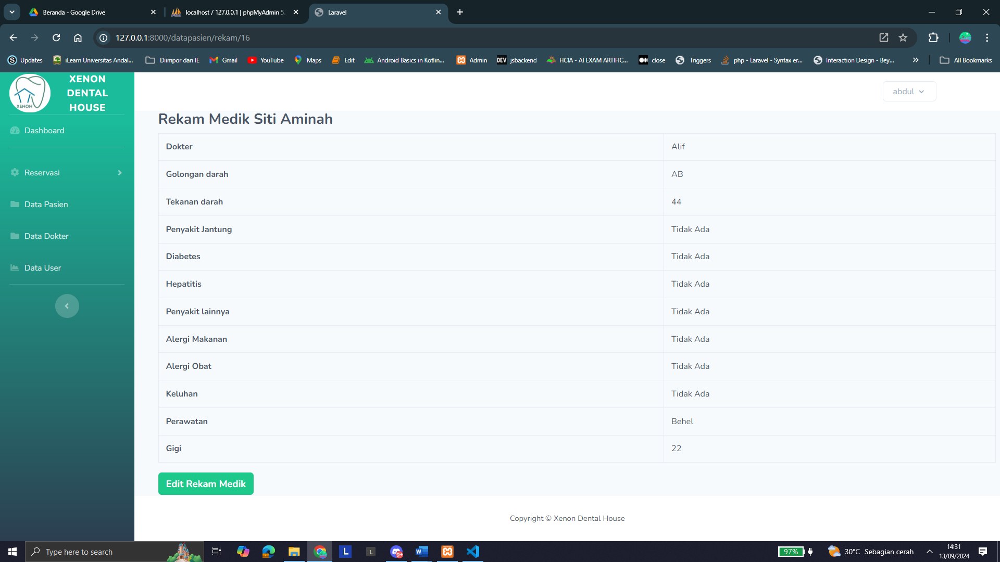 Beranda - Google Drive
localhost / 127.0.0.1 | phpMyAdmin 5.
Laravel
127.0.0.1:8000/datapasien/rekam/16
Updates
iLearn Universitas Andal...
Diimpor dari IE
Gmail
YouTube
Maps
Edit
Android Basics in Kotlin...
Admin
DEV jsbackend
HCIA - AI EXAM ARTIFIC...
close
Triggers
php - Laravel - Syntax er...
Interaction Design - Bey...
All Bookmarks
XENON
XENON
DENTAL
HOUSE
abdul
Dashboard
Reservasi
Data Pasien
Data Dokter
Data User
Rekam Medik Siti Aminah
Dokter Alif
Golongan darah AB
Tekanan darah 44
Penyakit Jantung Tidak Ada
Diabetes Tidak Ada
Hepatitis Tidak Ada
Penyakit lainnya Tidak Ada
Alergi Makanan Tidak Ada
Alergi Obat Tidak Ada
Keluhan Tidak Ada
Perawatan Behel
Gigi 22
Edit Rekam Medik
Copyright © Xenon Dental House
Type here to search
L
L
9+
W
97%
30°C Sebagian cerah
14:31
13/09/2024